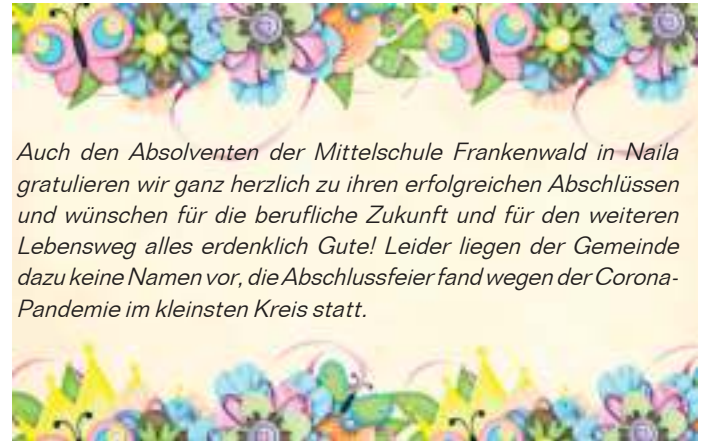 Auch den Absolventen der Mittelschule Frankenwald in Naila
gratulieren wir ganz herzlich zu ihren erfolgreichen Abschlüssen
und wünschen für die berufliche Zukunft und für den weiteren
Lebensweg alles erdenklich Gute! Leider liegen der Gemeinde
dazu keine Namen vor, die Abschlussfeier fand wegen der Corona-
Pandemie im kleinsten Kreis statt.